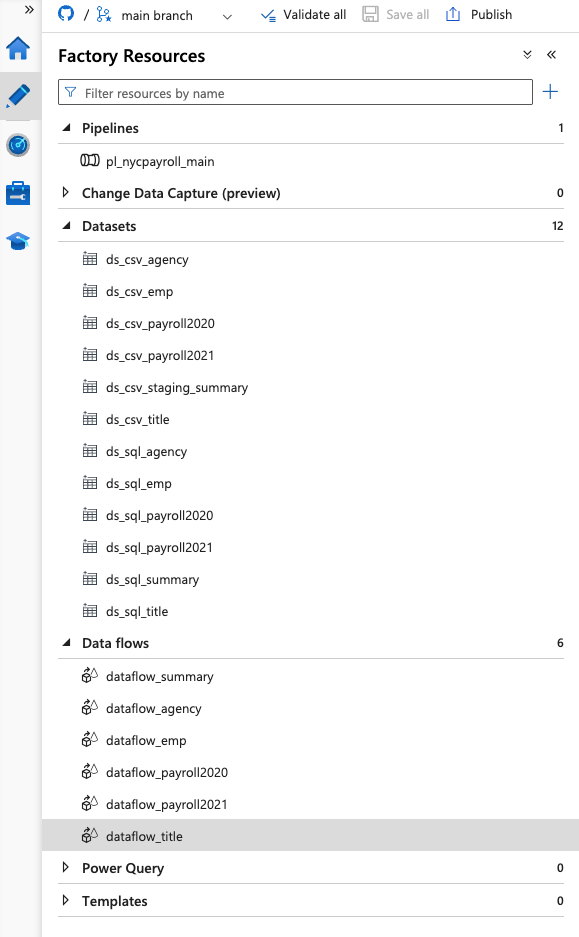 / main branch Validate all Save all Publish
Factory Resources
Filter resources by name
Pipelines 1
pl_nycpayroll_main
Change Data Capture (preview) 0
Datasets 12
ds_csv_agency
ds_csv_emp
ds_csv_payroll2020
ds_csv_payroll2021
ds_csv_staging_summary
ds_csv_title
ds_sql_agency
ds_sql_emp
ds_sql_payroll2020
ds_sql_payroll2021
ds_sql_summary
ds_sql_title
Data flows 6
dataflow_summary
dataflow_agency
dataflow_emp
dataflow_payroll2020
dataflow_payroll2021
dataflow_title
Power Query 0
Templates 0